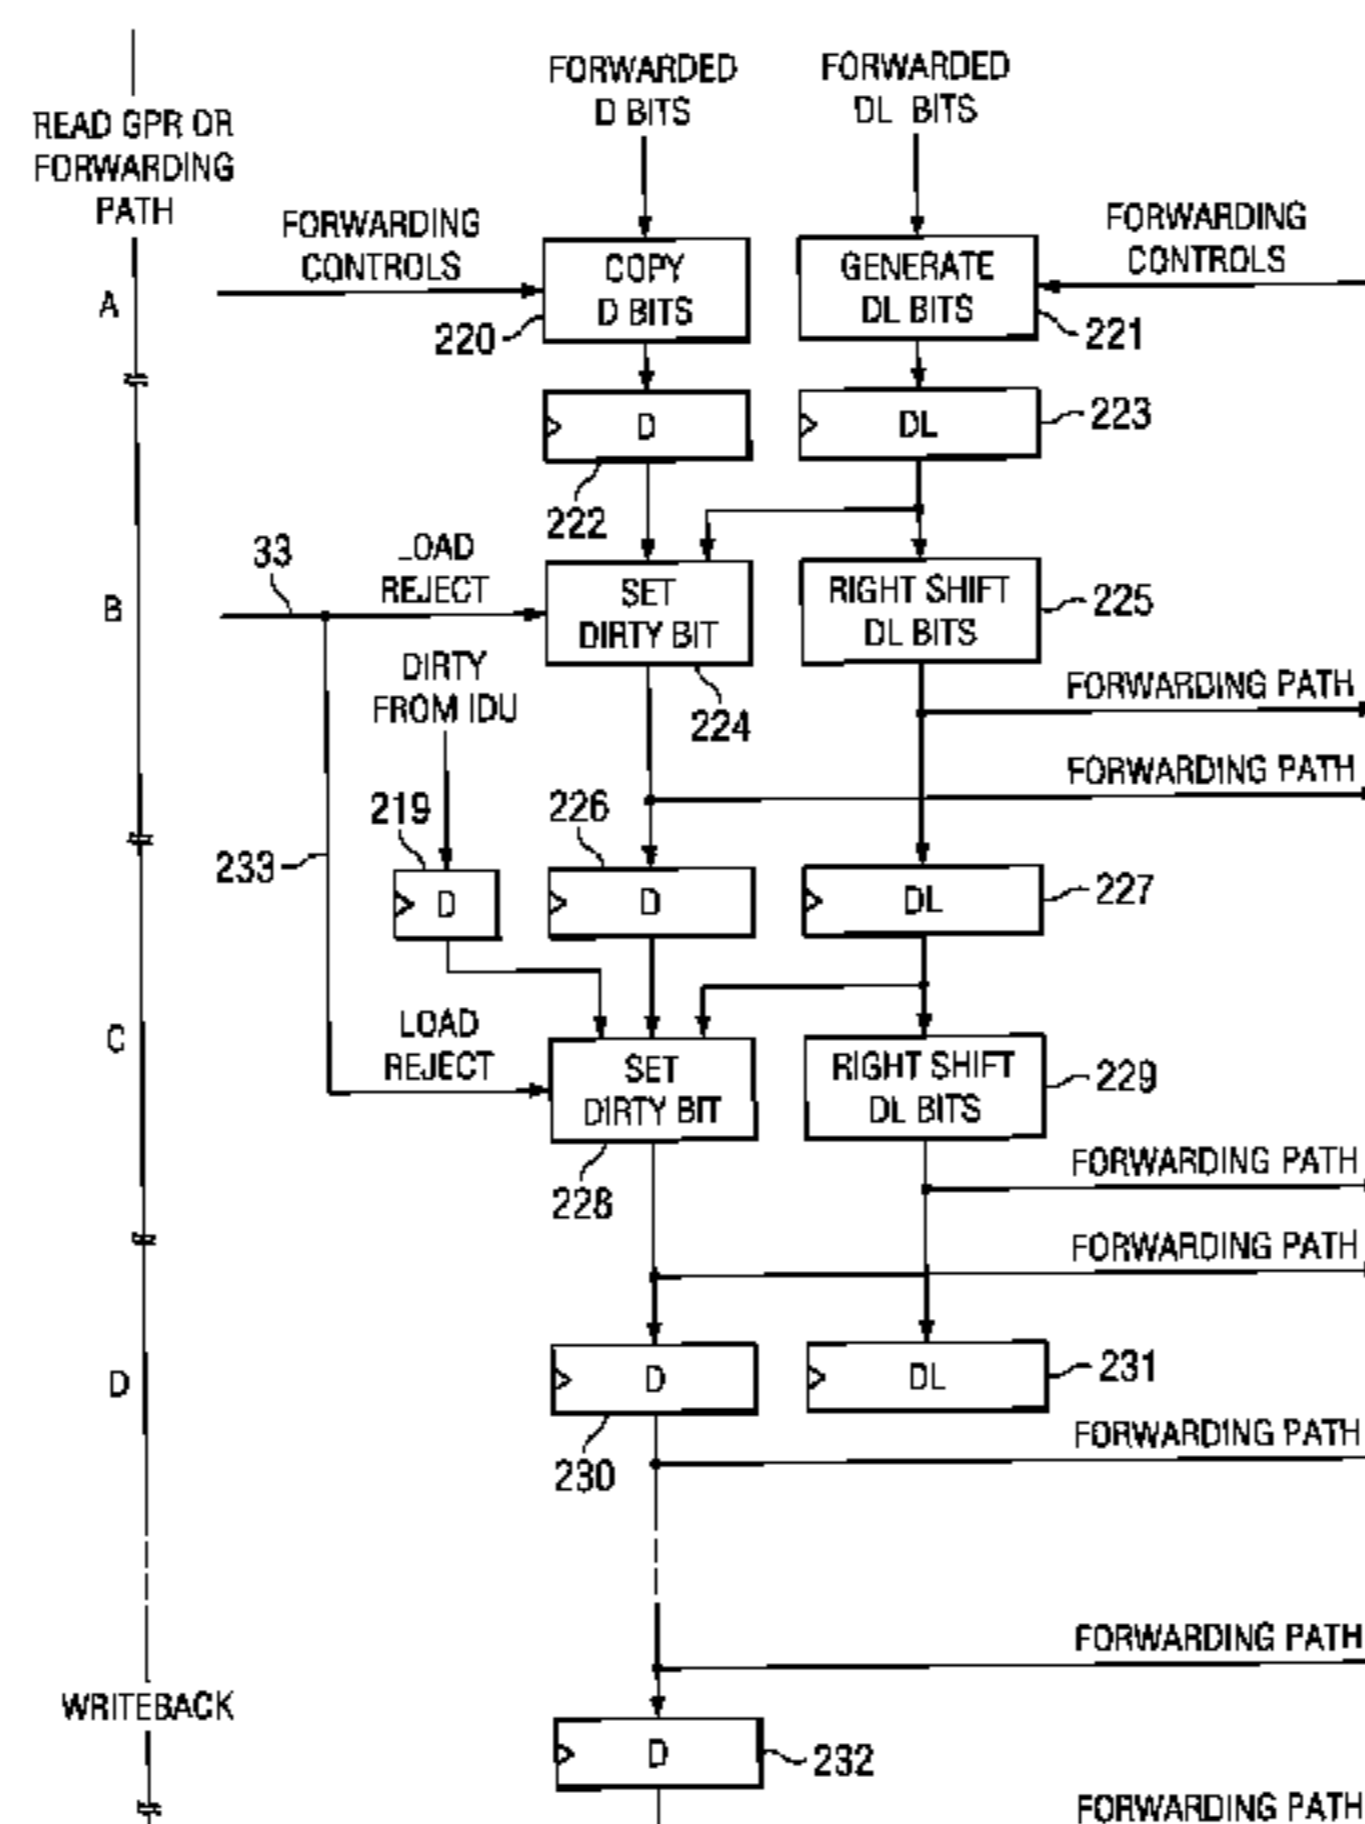 FORWARDED
D BITS
FORWARDED
DL BITS
READ GPR OR
FORWARDING
PATH
FORWARDING
CONTROLS
COPY
D BITS
GENERATE
DL BITS
FORWARDING
CONTROLS
A
220
221
D
DL
223
222
33
LOAD
REJECT
B
SET
DIRTY BIT
RIGHT SHIFT
DL BITS
225
DIRTY
FROM IDU
224
FORWARDING PATH
FORWARDING PATH
219
226
233
D
D
DL
227
C
LOAD
REJECT
SET
DIRTY BIT
RIGHT SHIFT
DL BITS
229
228
FORWARDING PATH
FORWARDING PATH
D
D
DL
231
230
FORWARDING PATH
FORWARDING PATH
WRITEBACK
D
232
FORWARDING PATH